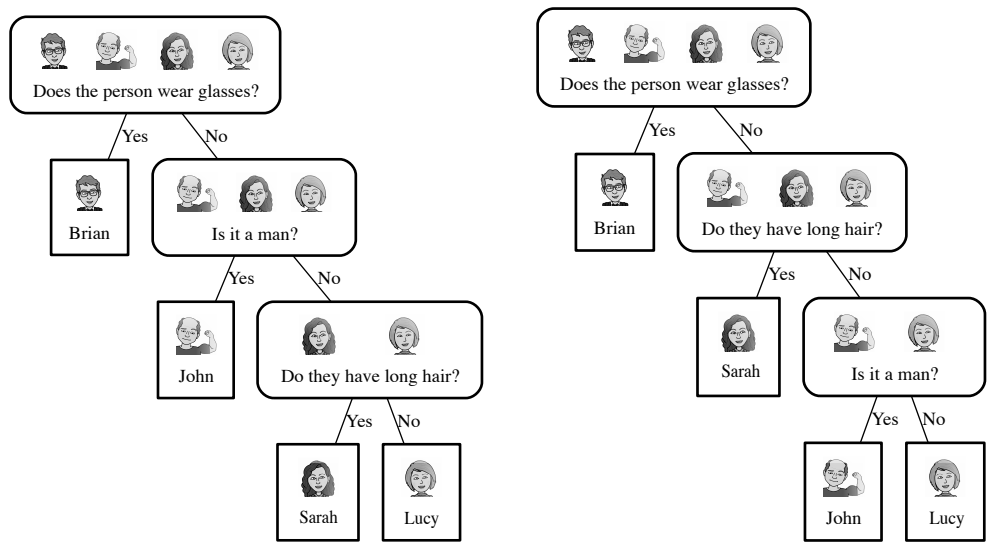 Does the person wear glasses?
Yes
No
Brian
Is it a man?
Yes
No
John
Do they have long hair?
Yes
No
Sarah
Lucy
Does the person wear glasses?
Yes
No
Brian
Do they have long hair?
Yes
No
Sarah
Is it a man?
Yes
No
John
Lucy